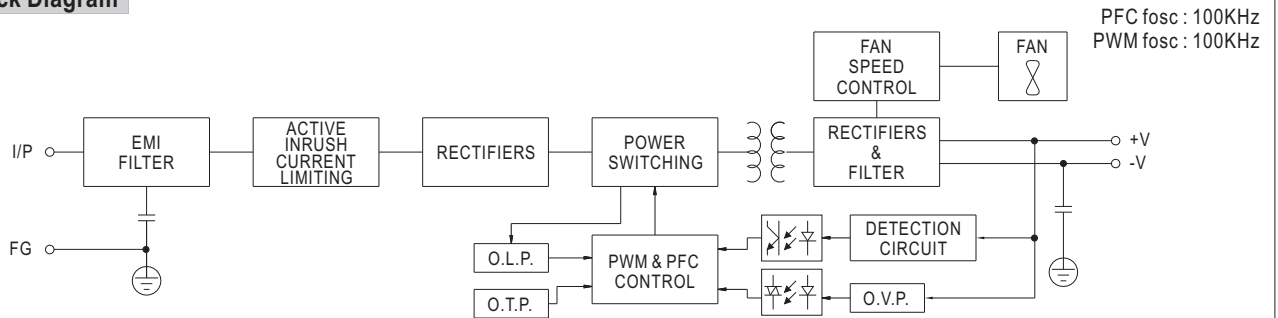 ck Diagram
PFC fosc : 100KHz
PWM fosc : 100KHz
FAN
SPEED
CONTROL
FAN
I/P
EMI
FILTER
ACTIVE
INRUSH
CURRENT
LIMITING
RECTIFIERS
POWER
SWITCHING
RECTIFIERS
&
FILTER
+V
-V
FG
O.L.P.
PWM & PFC
CONTROL
DETECTION
CIRCUIT
O.T.P.
O.V.P.